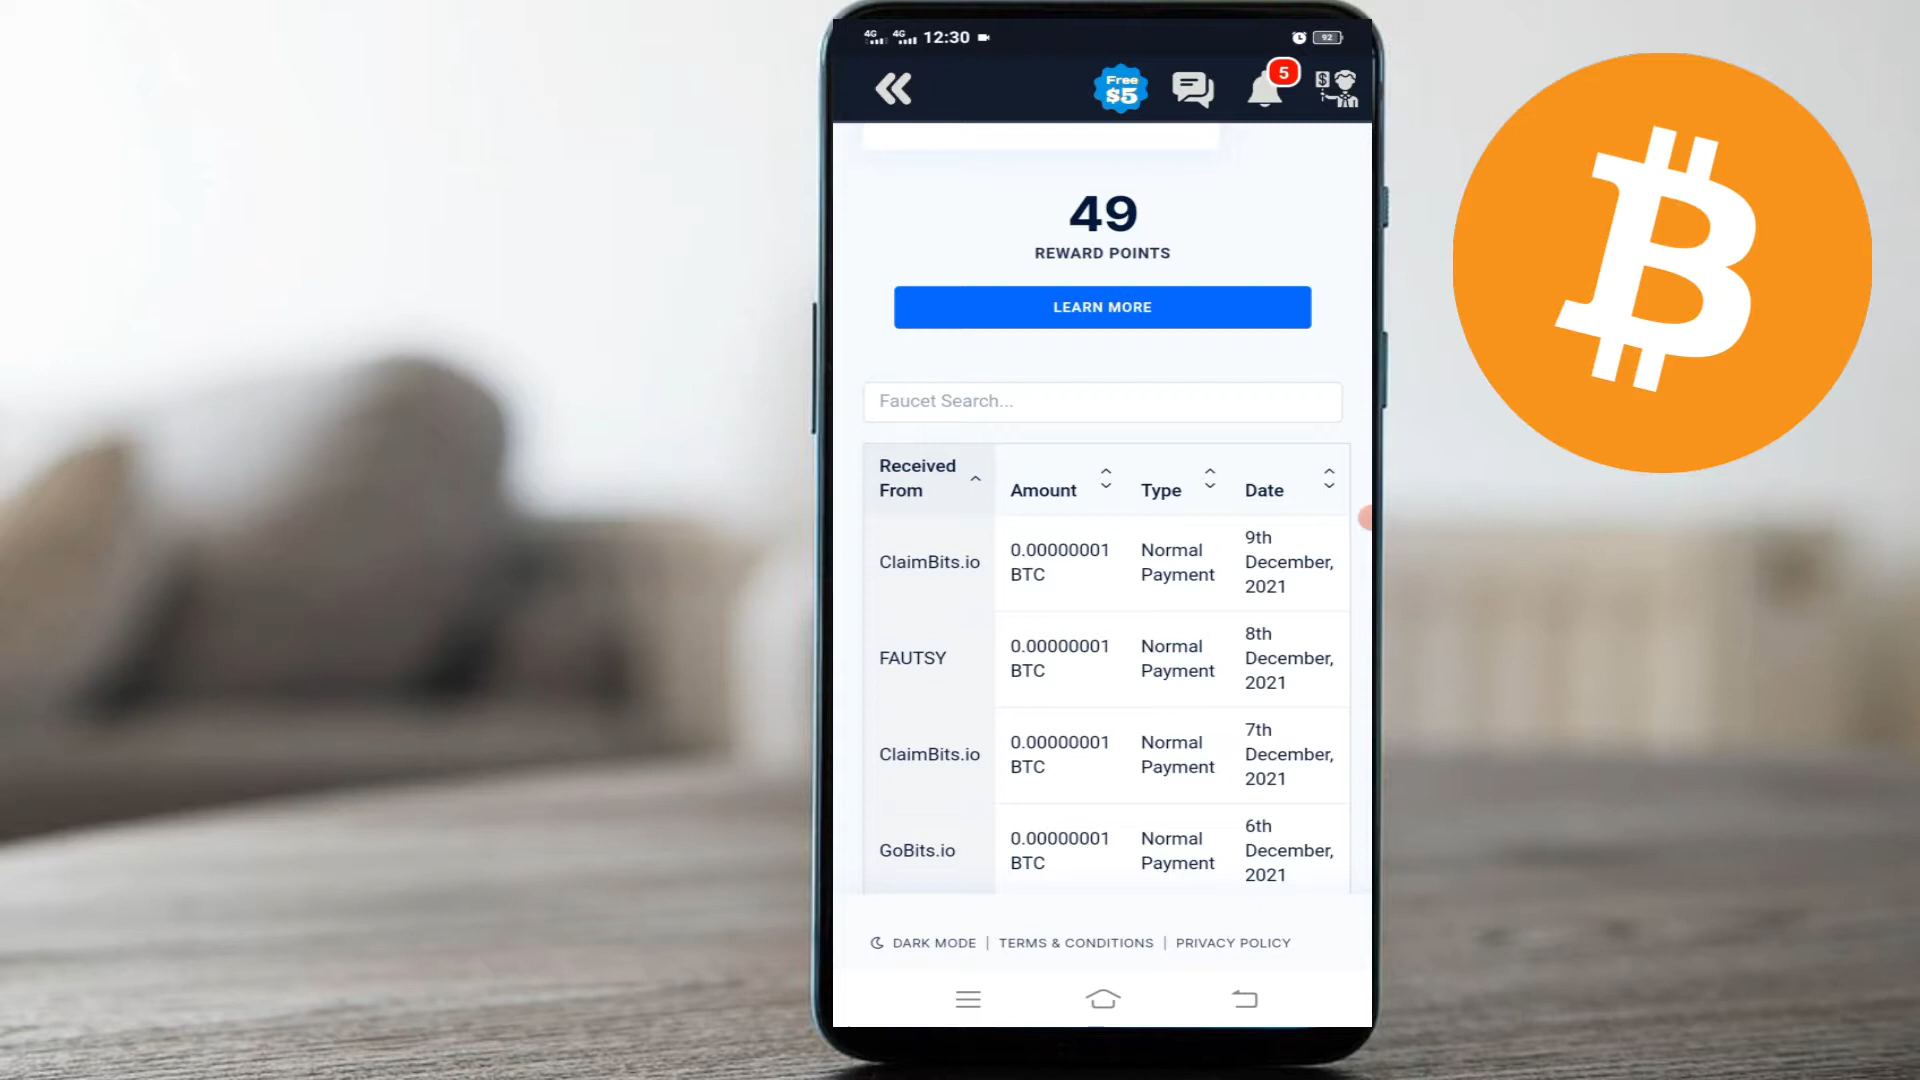 4G 4G 12:30 92
Free
$5
5
49
REWARD POINTS
LEARN MORE
Faucet Search...
Received From Amount Type Date
ClaimBits.io 0.00000001 BTC Normal Payment 9th December, 2021
FAUTSY 0.00000001 BTC Normal Payment 8th December, 2021
ClaimBits.io 0.00000001 BTC Normal Payment 7th December, 2021
GoBits.io 0.00000001 BTC Normal Payment 6th December, 2021
DARK MODE | TERMS & CONDITIONS | PRIVACY POLICY